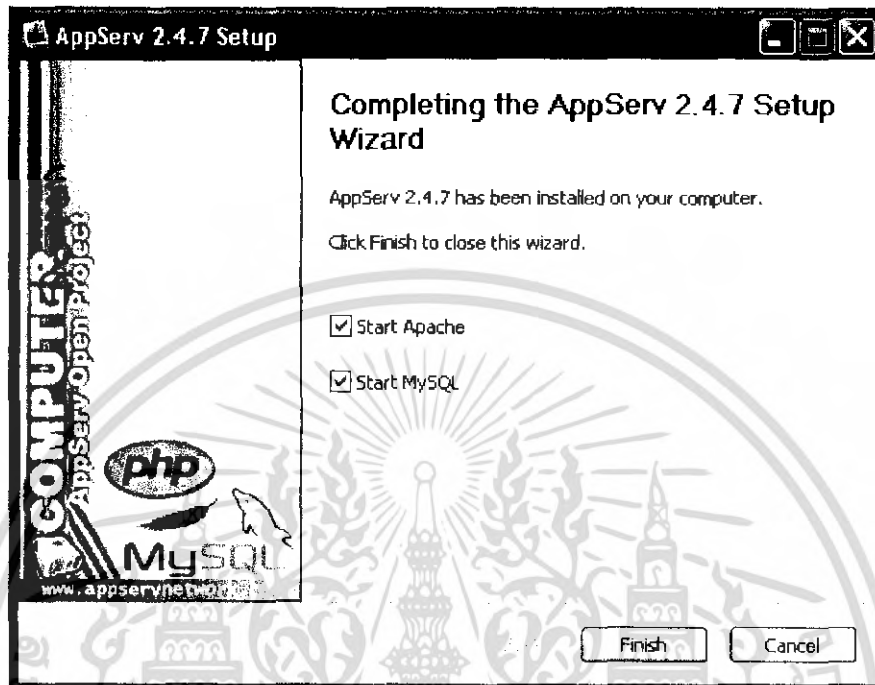 AppServ 2.4.7 Setup
Completing the AppServ 2.4.7 Setup
Wizard
AppServ 2.4.7 has been installed on your computer.
Click Finish to close this wizard.
Start Apache
Start MySQL
COMPUTER
AppServ Open Project
php
MySQL
www.appservnetwo
Finish
Cancel